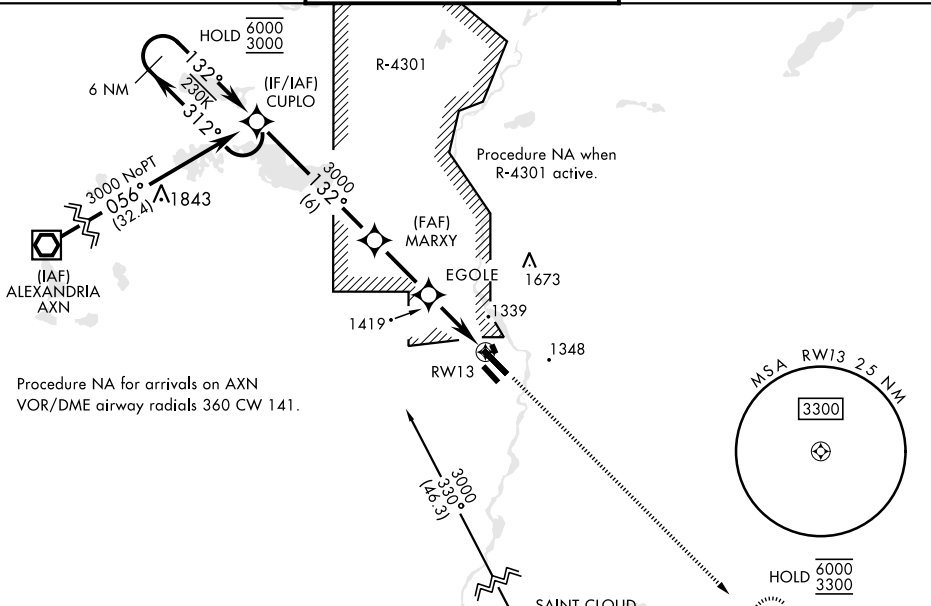 HOLD 6000
3000
R-4301
6 NM
132°
230K
312°
(IF/IAF)
CUPLO
Procedure NA when
R-4301 active.
3000 NoPT
056°
(32.4)
1843
3000
132°
(6)
(FAF)
MARXY
(IAF)
ALEXANDRIA
AXN
EGOLE
1673
1419
1339
1348
RW13
MSA RW13 25 NM
3300
Procedure NA for arrivals on AXN
VOR/DME airway radials 360 CW 141.
3000
330°
(46.3)
HOLD 6000
3300
SAINT CLOUD